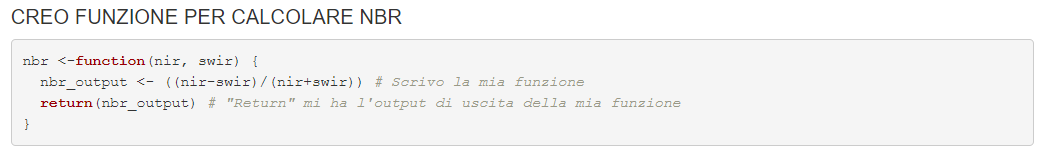 CREO FUNZIONE PER CALCOLARE NBR
nbr <-function(nir, swir) {
  nbr_output <- ((nir-swir)/(nir+swir)) # Scrivo la mia funzione
  return(nbr_output) # "Return" mi ha l'output di uscita della mia funzione
}